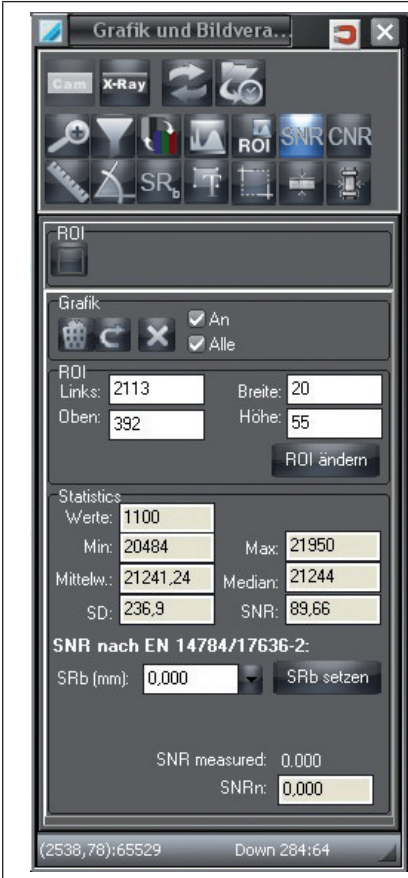 Grafik und Bildvera...
Cam X-Ray
ROI SNR CNR
SRb T
ROI
Grafik
An
Alle
ROI
Links: 2113 Breite: 20
Oben: 392 Höhe: 55
ROI ändern
Statistics
Werte: 1100
Min: 20484 Max: 21950
Mittelw.: 21241,24 Median: 21244
SD: 236,9 SNR: 89,66
SNR nach EN 14784/17636-2:
SRb (mm): 0,000 SRb setzen
SNR measured: 0.000
SNRn: 0,000
(2538,78):65529 Down 284:64